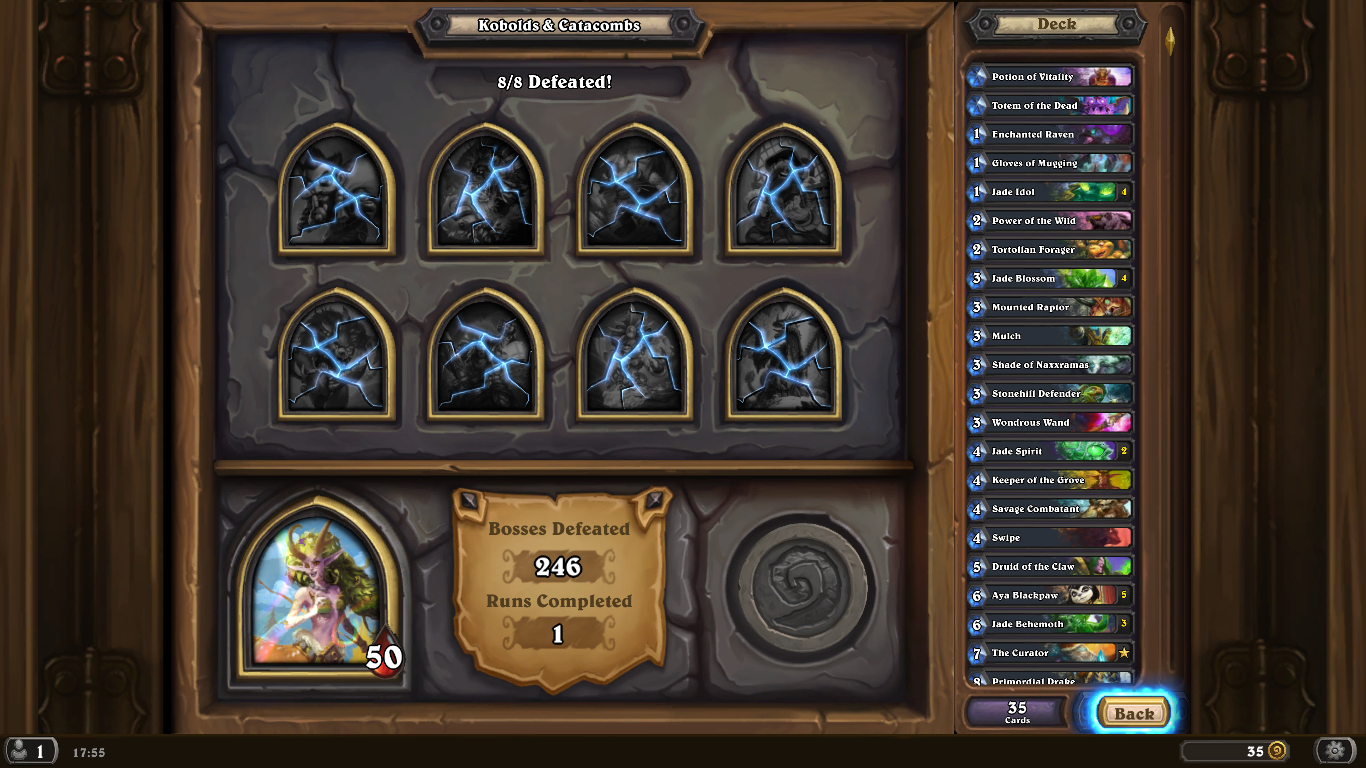 Kobolds & Catacombs
8/8 Defeated!
50
Bosses Defeated
246
Runs Completed
1
Deck
Potion of Vitality
Totem of the Dead
1 Enchanted Raven
1 Gloves of Mugging
1 Jade Idol 4
2 Power of the Wild
2 Tortollan Forager
3 Jade Blossom 4
3 Mounted Raptor
3 Mulch
3 Shade of Naxxramas
3 Stonehill Defender
3 Wondrous Wand
4 Jade Spirit 2
4 Keeper of the Grove
4 Savage Combatant
4 Swipe
5 Druid of the Claw
6 Aya Blackpaw 5
6 Jade Behemoth 3
7 The Curator
8 Primordial Drake
35
Cards
Back
1 17:55
35